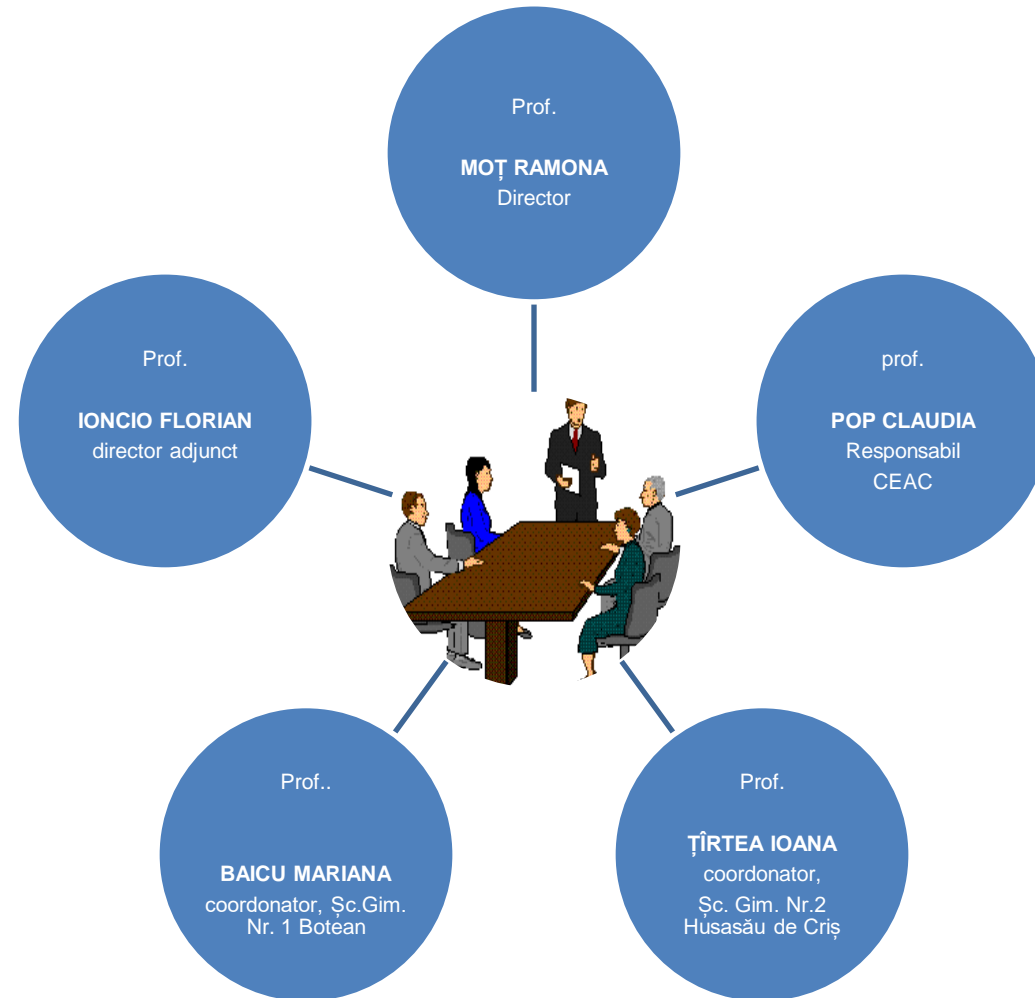 Prof.
MOȚ RAMONA
Director
Prof.
IONCIO FLORIAN
director adjunct
prof.
POP CLAUDIA
Responsabil
CEAC
Prof..
BAICU MARIANA
coordonator, Șc.Gim.
Nr. 1 Botean
Prof.
ȚÎRTEA IOANA
coordonator,
Șc. Gim. Nr.2
Husasău de Criș